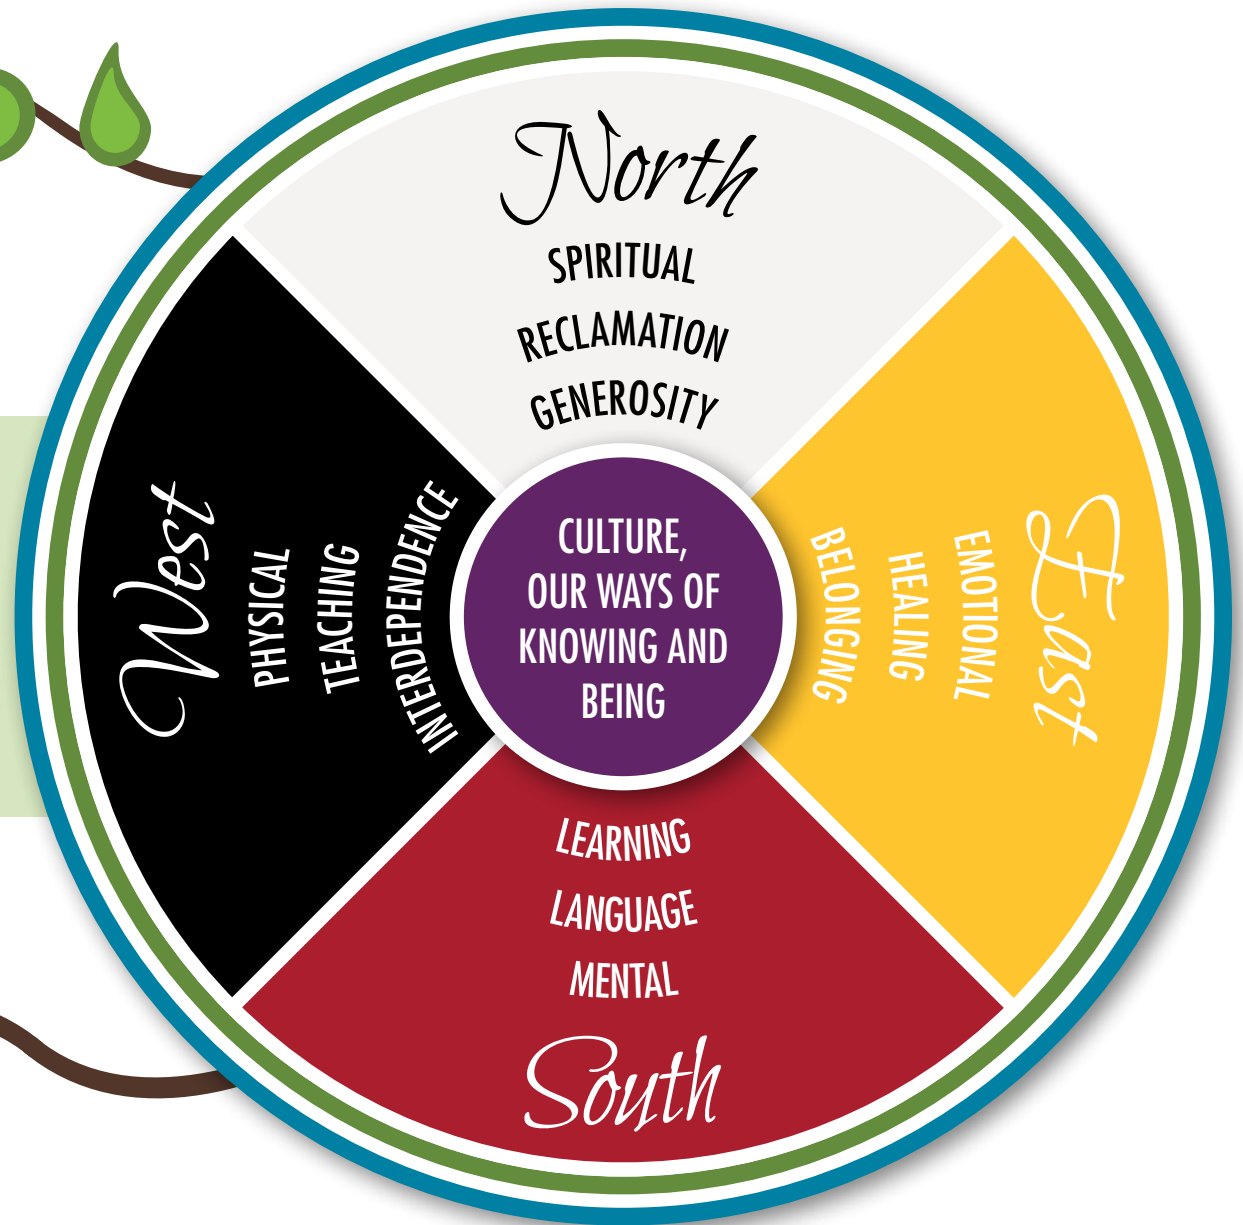 North
SPIRITUAL
RECLAMATION
GENEROSITY
West
PHYSICAL
TEACHING
INTERDEPENDENCE
CULTURE,
OUR WAYS OF
KNOWING AND
BEING
East
EMOTIONAL
HEALING
BELONGING
LEARNING
LANGUAGE
MENTAL
South